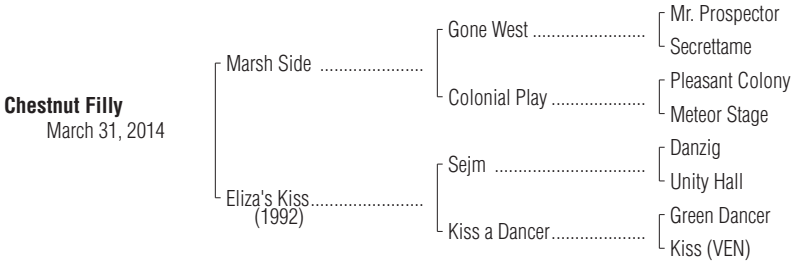 Mr. Prospector
Gone West ........................
Secrettame
Marsh Side ......................
Pleasant Colony
Colonial Play ....................
Meteor Stage
Chestnut Filly
March 31, 2014
Danzig
Sejm ................................
Unity Hall
Eliza's Kiss........................
(1992)
Green Dancer
Kiss a Dancer....................
Kiss (VEN)